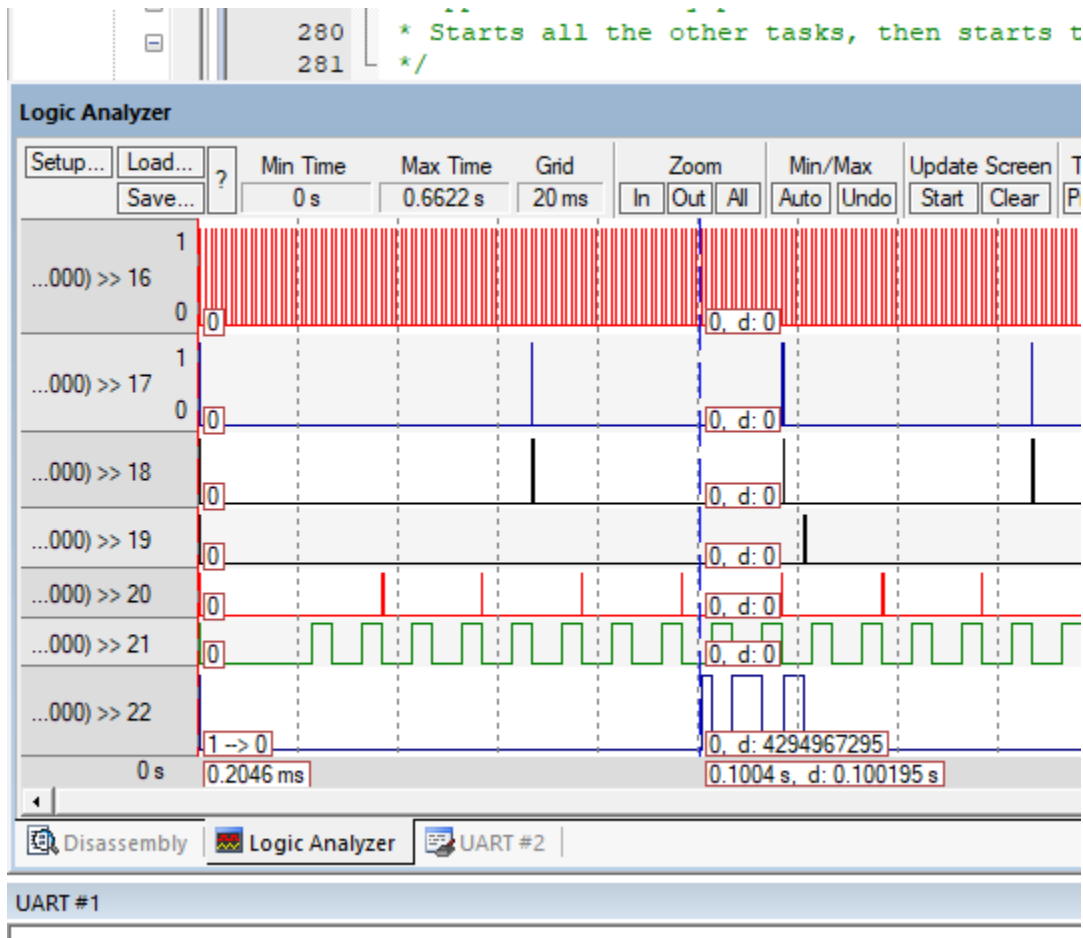 280 * Starts all the other tasks, then starts t
281 */
Logic Analyzer
Setup... Load... ? Min Time Max Time Grid Zoom Min/Max Update Screen T
Save... 0 s 0.6622 s 20 ms In Out All Auto Undo Start Clear P
1
...000) >> 16
0 0 0, d: 0
1
...000) >> 17
0 0 0, d: 0
...000) >> 18
0 0, d: 0
...000) >> 19
0 0, d: 0
...000) >> 20
0 0, d: 0
...000) >> 21
0 0, d: 0
...000) >> 22
1 --> 0 0, d: 4294967295
0 s 0.2046 ms 0.1004 s, d: 0.100195 s
Disassembly Logic Analyzer UART #2
UART #1